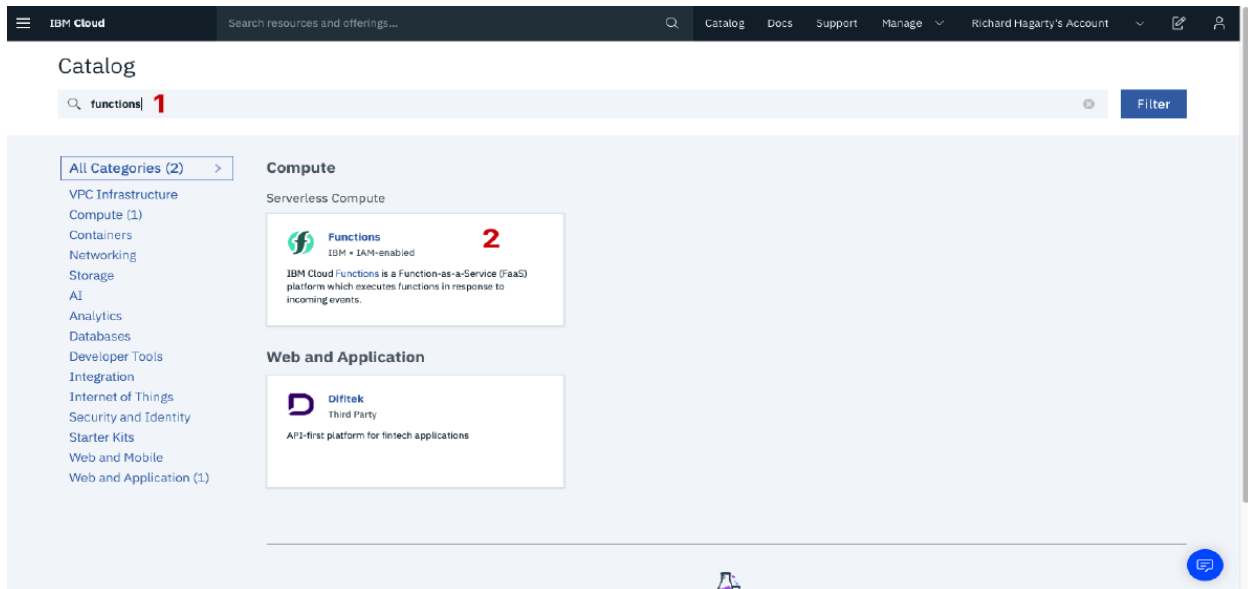 IBM Cloud
Search resources and offerings...
Catalog
Docs
Support
Manage
Richard Hagarty's Account
Catalog
functions 1
Filter
All Categories (2)
VPC Infrastructure
Compute (1)
Containers
Networking
Storage
AI
Analytics
Databases
Developer Tools
Integration
Internet of Things
Security and Identity
Starter Kits
Web and Mobile
Web and Application (1)
Compute
Serverless Compute
Functions
2
IBM • IAM-enabled
IBM Cloud Functions is a Function-as-a-Service (FaaS)
platform which executes functions in response to
incoming events.
Web and Application
Difitek
Third Party
API-first platform for fintech applications